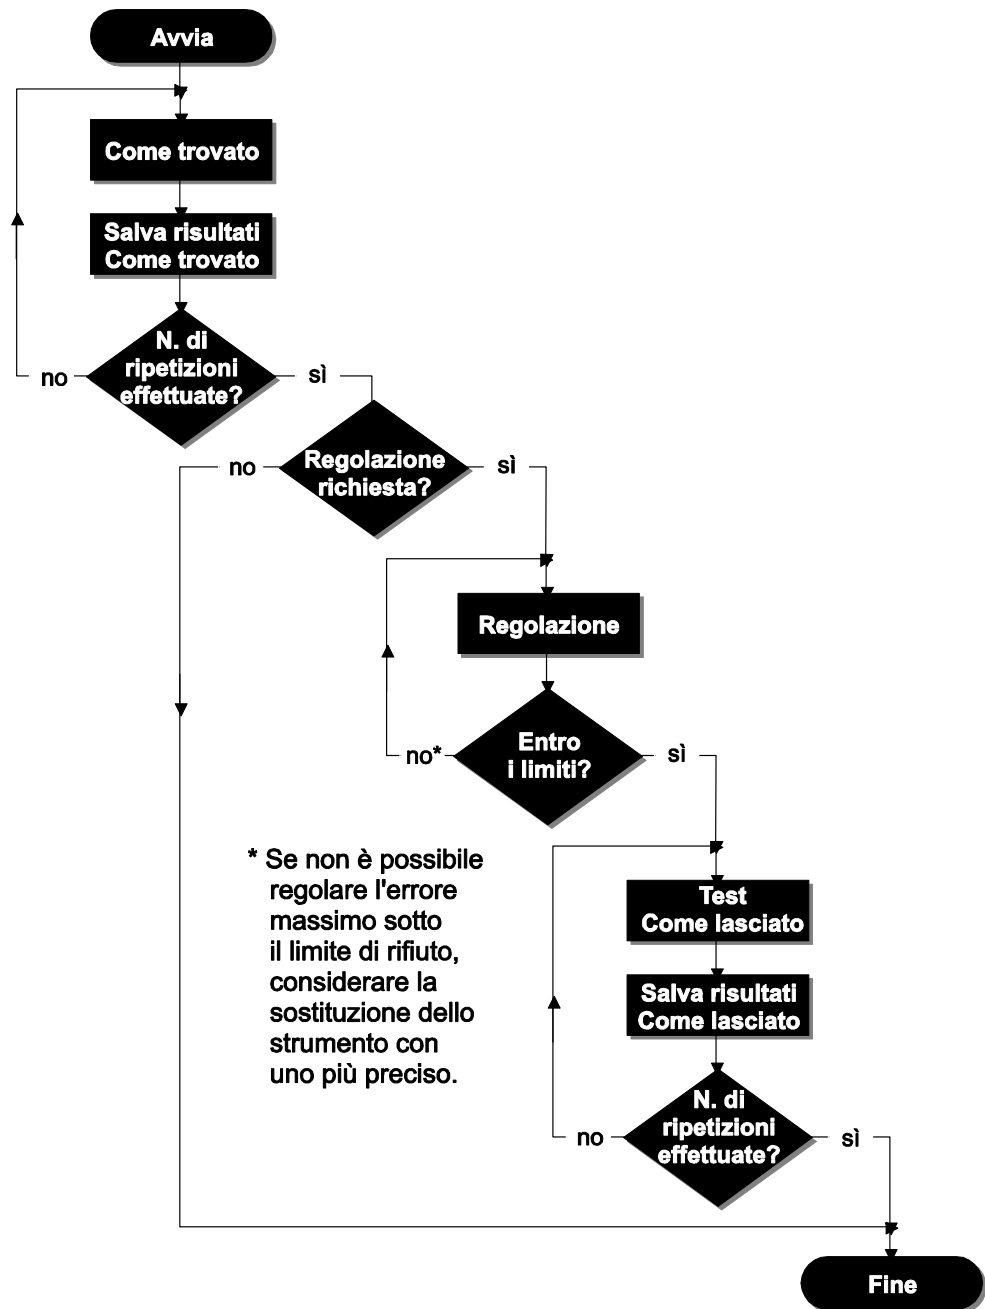 Avvia
Come trovato
Salva risultati
Come trovato
N. di
ripetizioni
effettuate?
no
sì
Regolazione
richiesta?
no
sì
Regolazione
Entro
i limiti?
no*
sì
* Se non è possibile
regolare l'errore
massimo sotto
il limite di rifiuto,
considerare la
sostituzione dello
strumento con
uno più preciso.
Test
Come lasciato
Salva risultati
Come lasciato
N. di
ripetizioni
effettuate?
no
sì
Fine